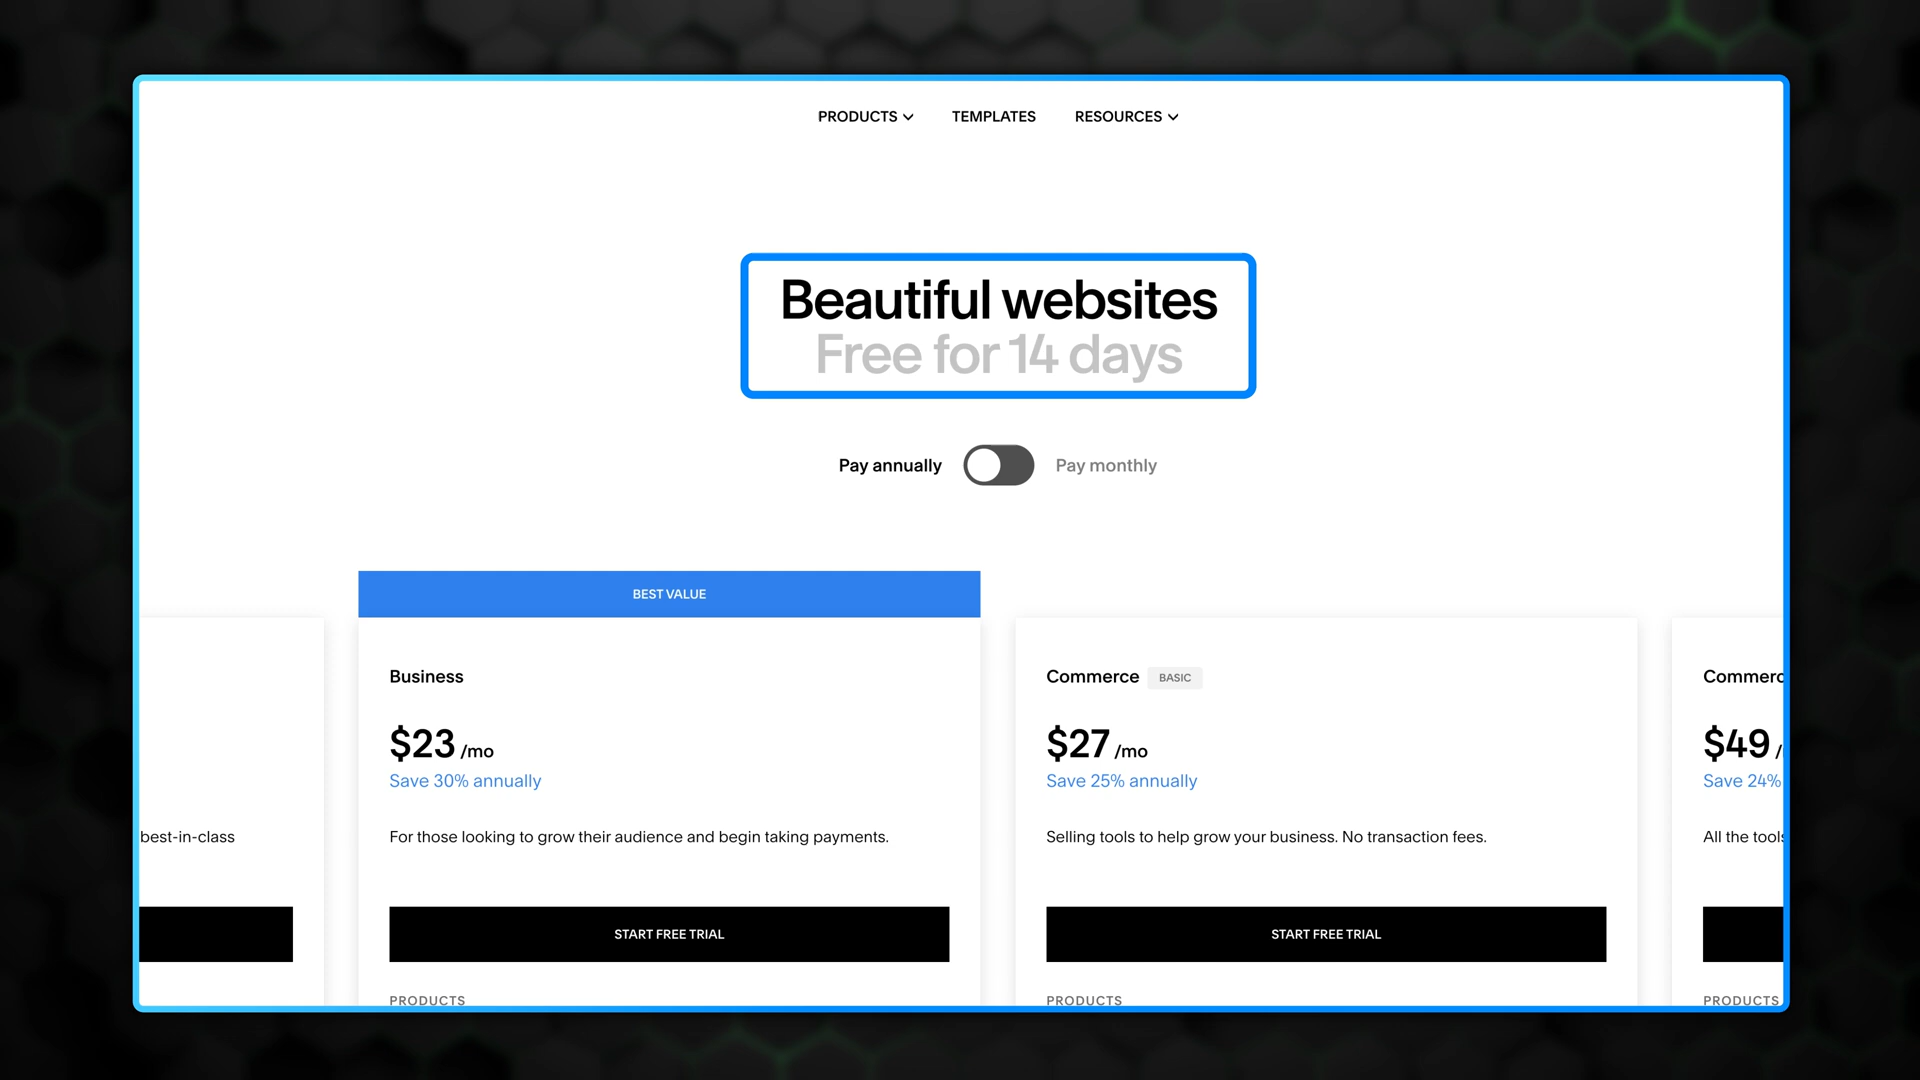 PRODUCTS TEMPLATES RESOURCES
Beautiful websites
Free for 14 days
Pay annually Pay monthly
best-in-class
BEST VALUE
Business
$23 /mo
Save 30% annually
For those looking to grow their audience and begin taking payments.
START FREE TRIAL
PRODUCTS
Commerce BASIC
$27 /mo
Save 25% annually
Selling tools to help grow your business. No transaction fees.
START FREE TRIAL
PRODUCTS
Commerc
$49 /
Save 24%
All the tools
PRODUCTS